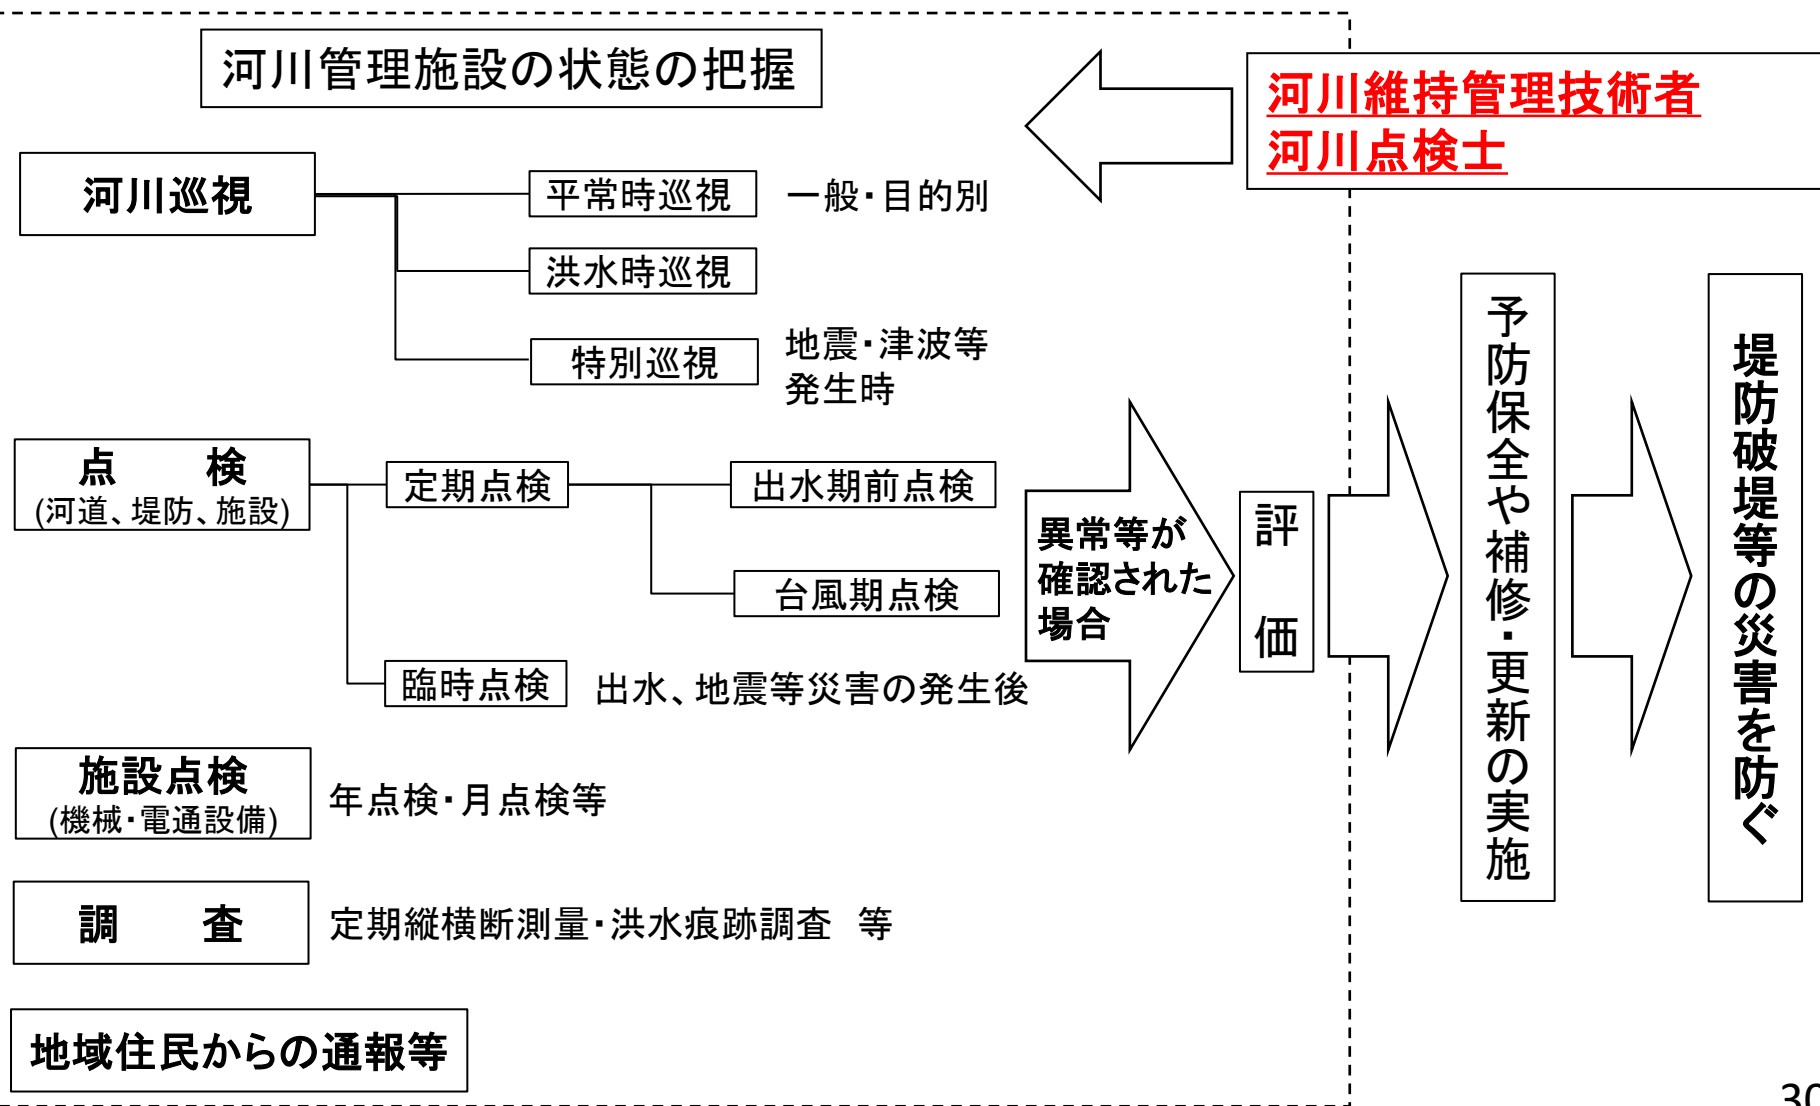 河川管理施設の状態の把握
河川維持管理技術者
河川点検士
河川巡視
平常時巡視
一般・目的別
洪水時巡視
特別巡視
地震・津波等
発生時
点　検
(河道、堤防、施設)
定期点検
出水期前点検
台風期点検
臨時点検
出水、地震等災害の発生後
施設点検
(機械・電通設備)
年点検・月点検等
調　査
定期縦横断測量・洪水痕跡調査　等
地域住民からの通報等
異常等が
確認された
場合
評価
予防保全や補修・更新の実施
堤防破堤等の災害を防ぐ
30